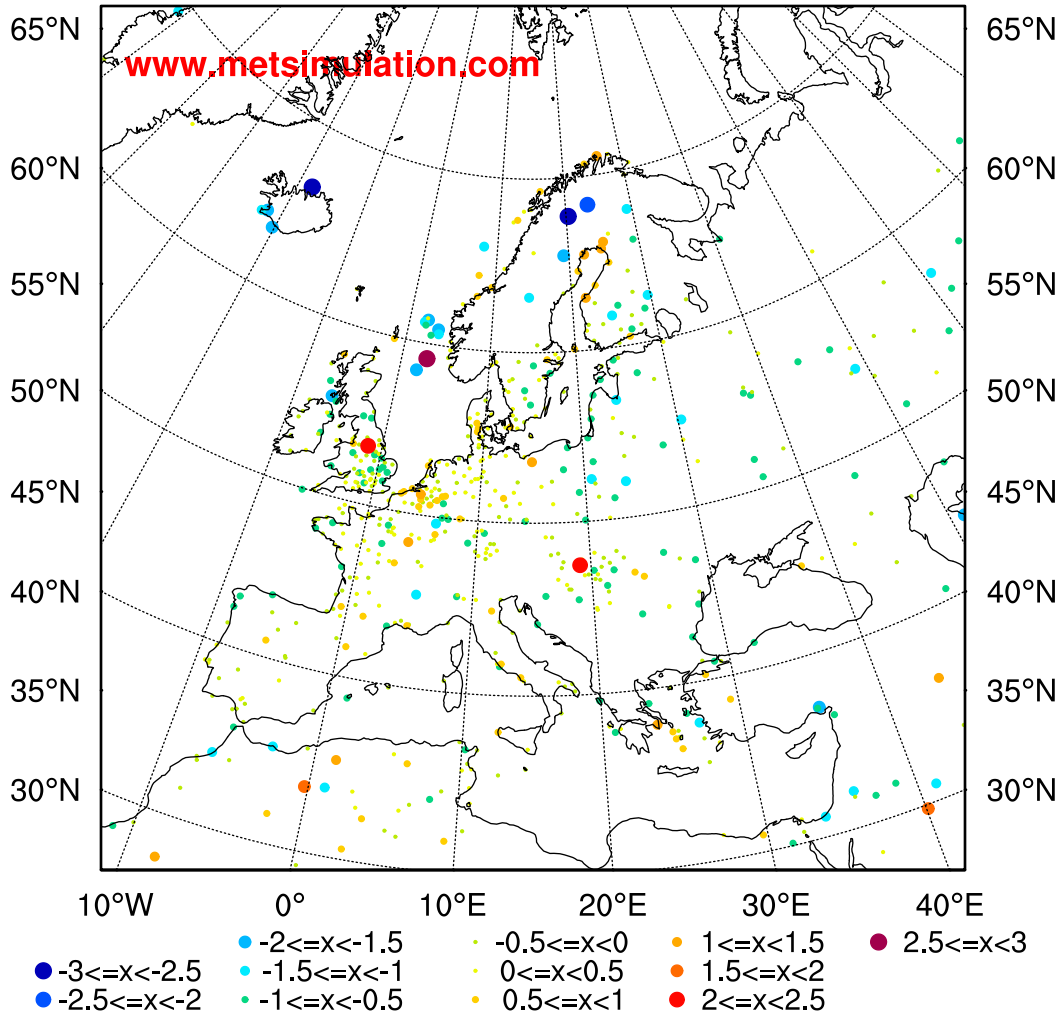 65°N 65°N
www.metsimulation.com
60°N 60°N
55°N 55°N
50°N 50°N
45°N 45°N
40°N 40°N
35°N 35°N
30°N 30°N
10°W 0° 10°E 20°E 30°E 40°E
-2<=x<-1.5 -0.5<=x<0 1<=x<1.5 2.5<=x<3
-3<=x<-2.5 -1.5<=x<-1 0<=x<0.5 1.5<=x<2
-2.5<=x<-2 -1<=x<-0.5 0.5<=x<1 2<=x<2.5